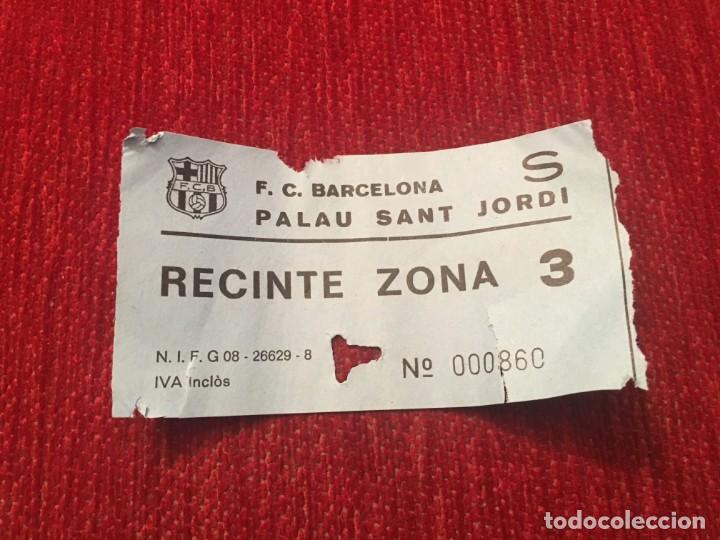 S
F.C.B
F. C. BARCELONA
PALAU SANT JORDI
RECINTE ZONA 3
N. I. F. G 08 - 26629 - 8
Nº 000860
IVA Inclòs
todocoleccion